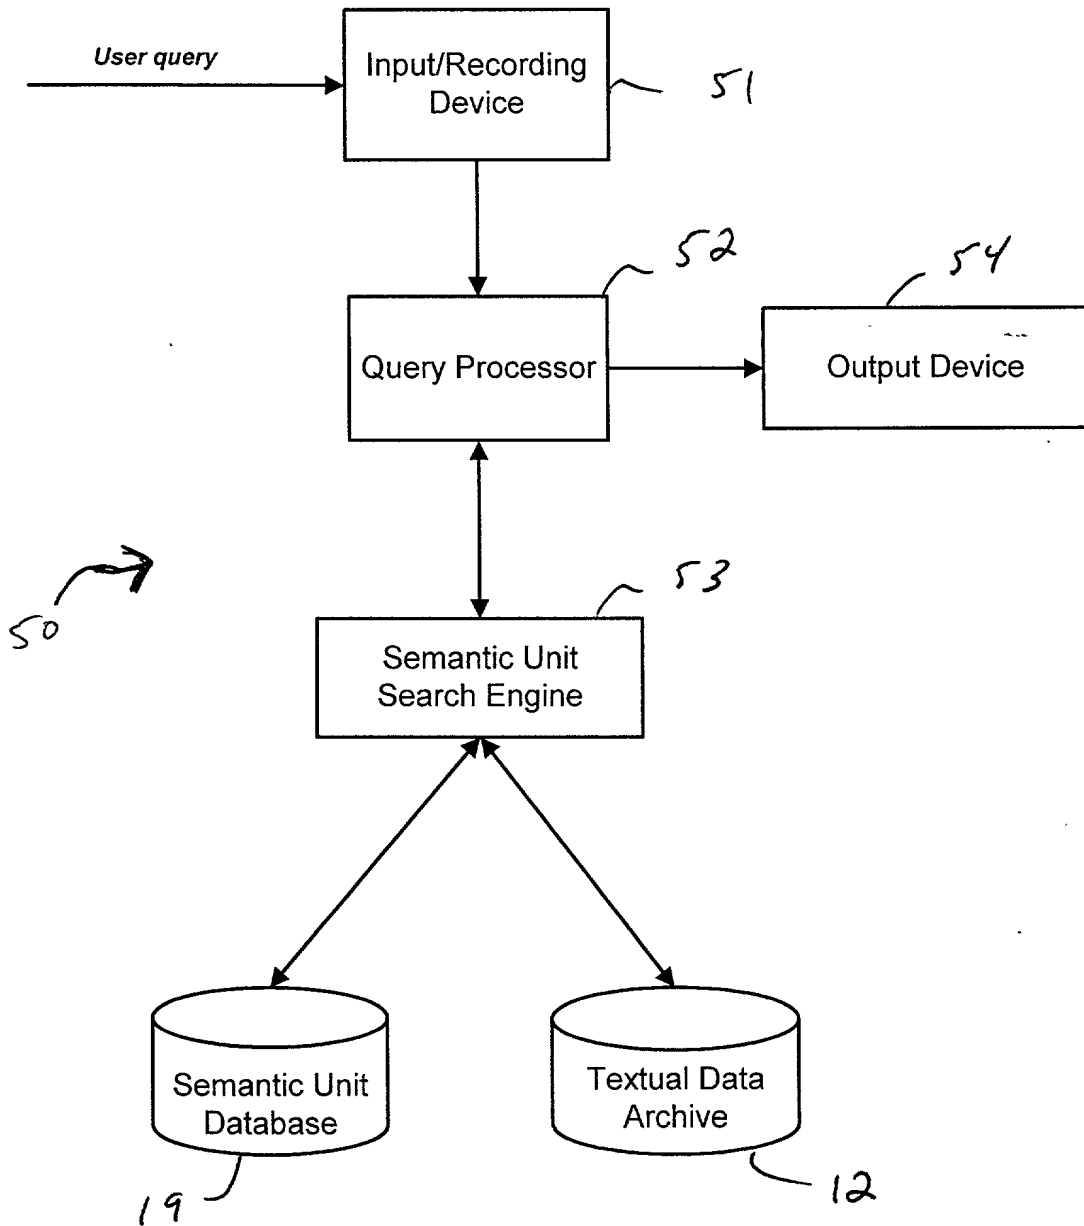 User query
Input/Recording
Device
51
52
54
Query Processor
Output Device
50
53
Semantic Unit
Search Engine
Semantic Unit
Database
Textual Data
Archive
19
12